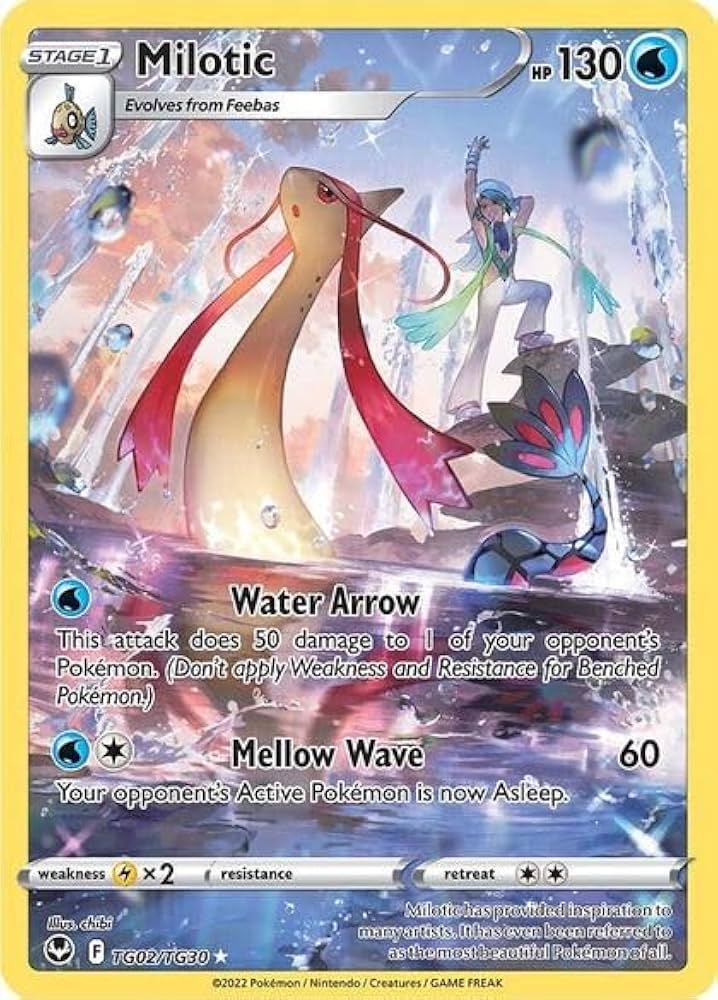 STAGE 1 Milotic HP 130
Evolves from Feebas
Water Arrow
This attack does 50 damage to 1 of your opponent's
Pokémon. (Don't apply Weakness and Resistance for Benched
Pokémon.)
Mellow Wave 60
Your opponent's Active Pokémon is now Asleep.
weakness ×2 resistance retreat
Illus. chibi
F TG02/TG30 ★
Milotic has provided inspiration to
many artists. It has even been referred to
as the most beautiful Pokémon of all.
©2022 Pokémon / Nintendo / Creatures / GAME FREAK